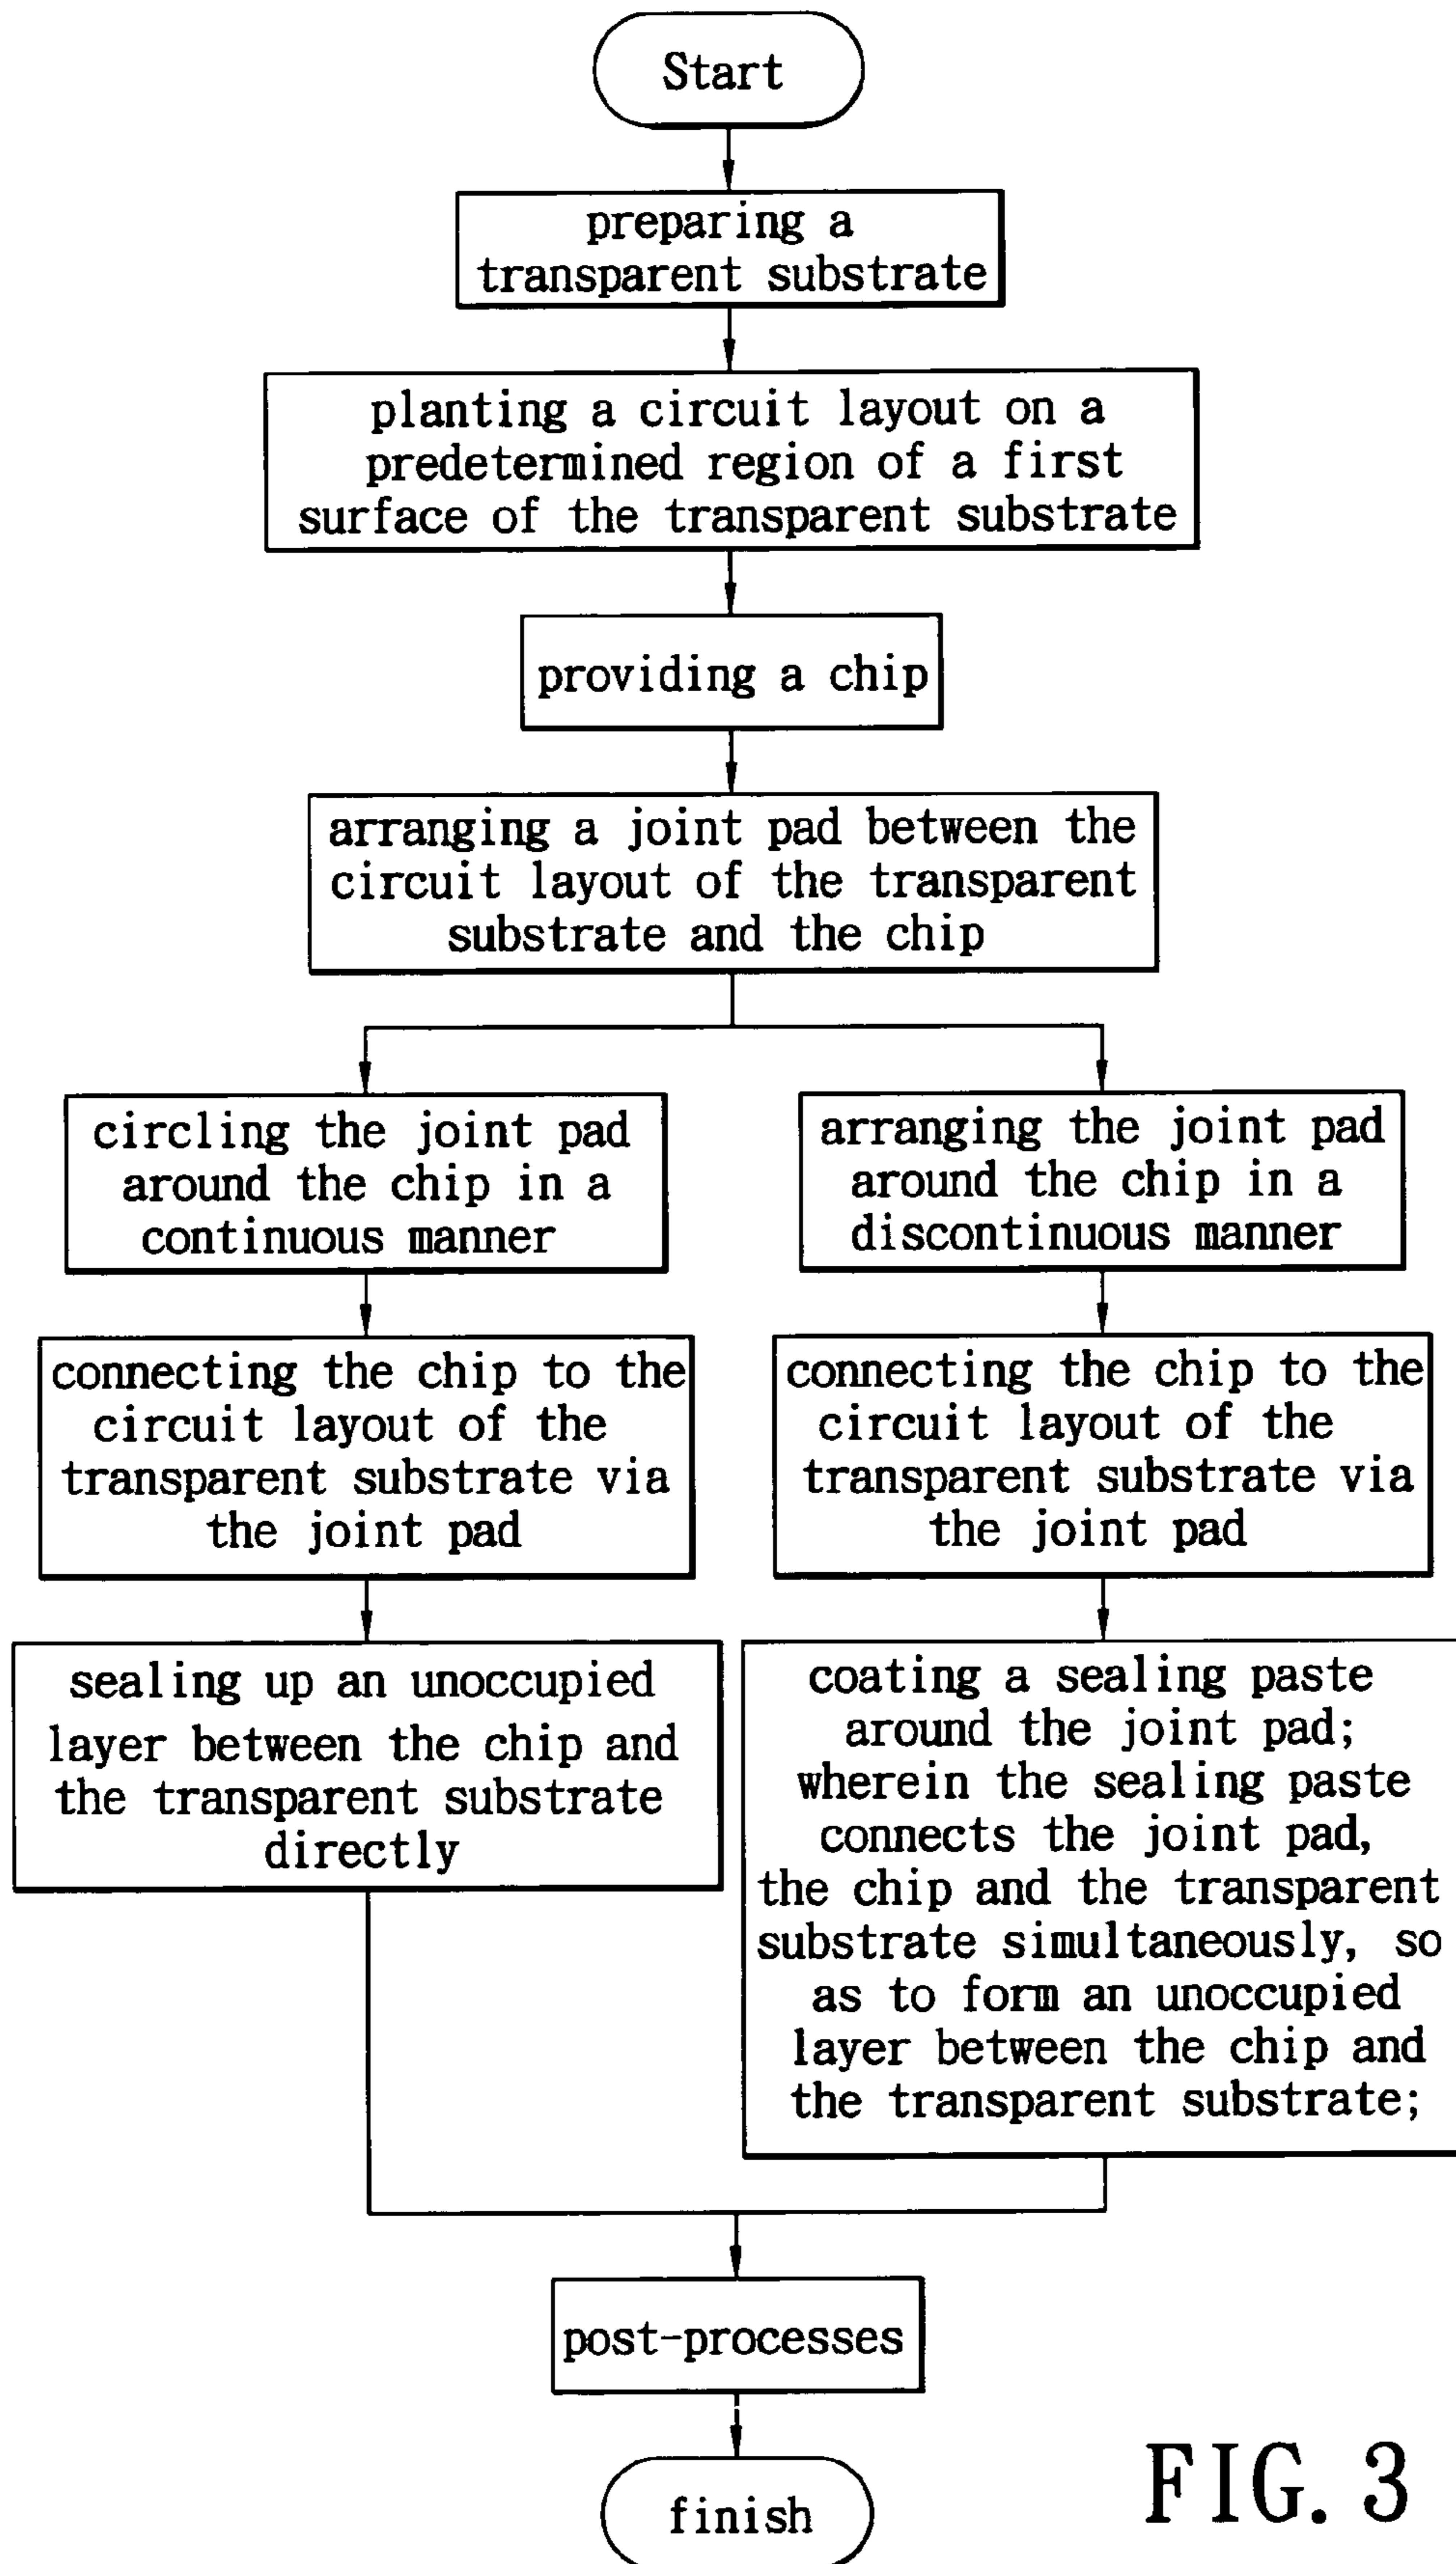 Start
preparing a
transparent substrate
planting a circuit layout on a
predetermined region of a first
surface of the transparent substrate
providing a chip
arranging a joint pad between the
circuit layout of the transparent
substrate and the chip
circling the joint pad
around the chip in a
continuous manner
connecting the chip to the
circuit layout of the
transparent substrate via
the joint pad
sealing up an unoccupied
layer between the chip and
the transparent substrate
directly
arranging the joint pad
around the chip in a
discontinuous manner
connecting the chip to the
circuit layout of the
transparent substrate via
the joint pad
coating a sealing paste
around the joint pad;
wherein the sealing paste
connects the joint pad,
the chip and the transparent
substrate simultaneously, so
as to form an unoccupied
layer between the chip and
the transparent substrate;
post-processes
finish
FIG. 3